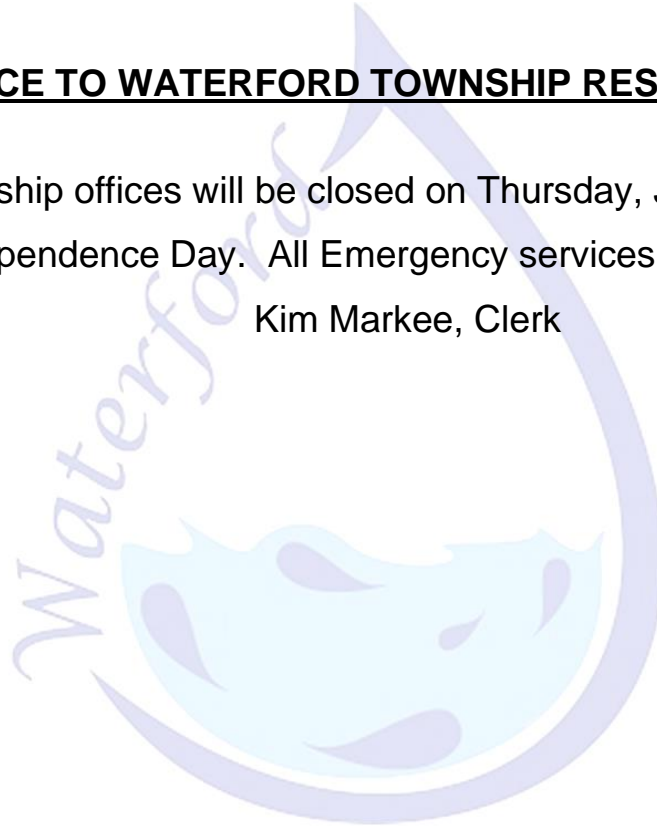 CE TO WATERFORD TOWNSHIP RES
ship offices will be closed on Thursday, J
pendence Day.  All Emergency services
Kim Markee, Clerk
Waterford